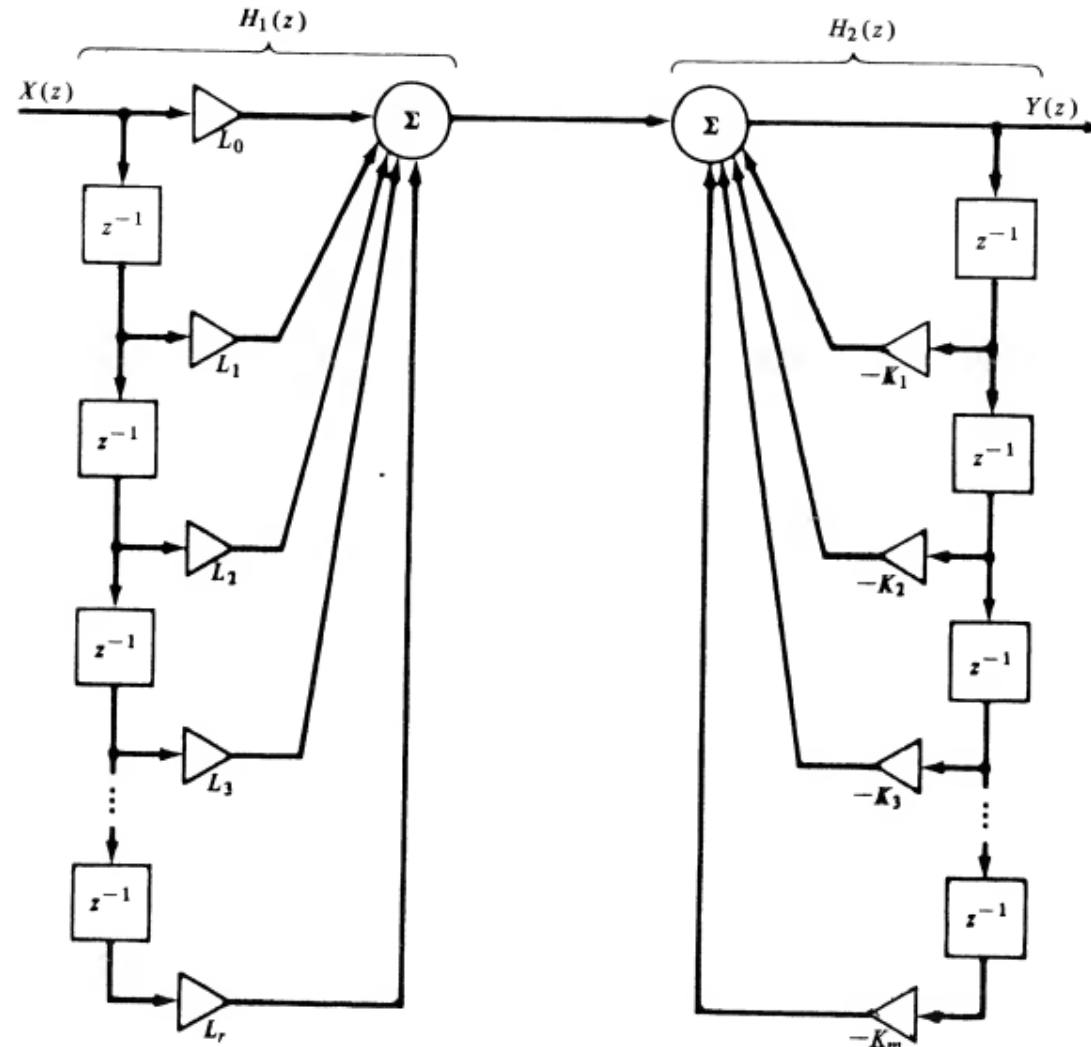 H₁(z)
H₂(z)
X(z)
Y(z)
L₀
Σ
Σ
z⁻¹
z⁻¹
L₁
−K₁
z⁻¹
z⁻¹
L₂
−K₂
z⁻¹
z⁻¹
L₃
−K₃
⋮
⋮
z⁻¹
z⁻¹
Lᵣ
−Kₘ